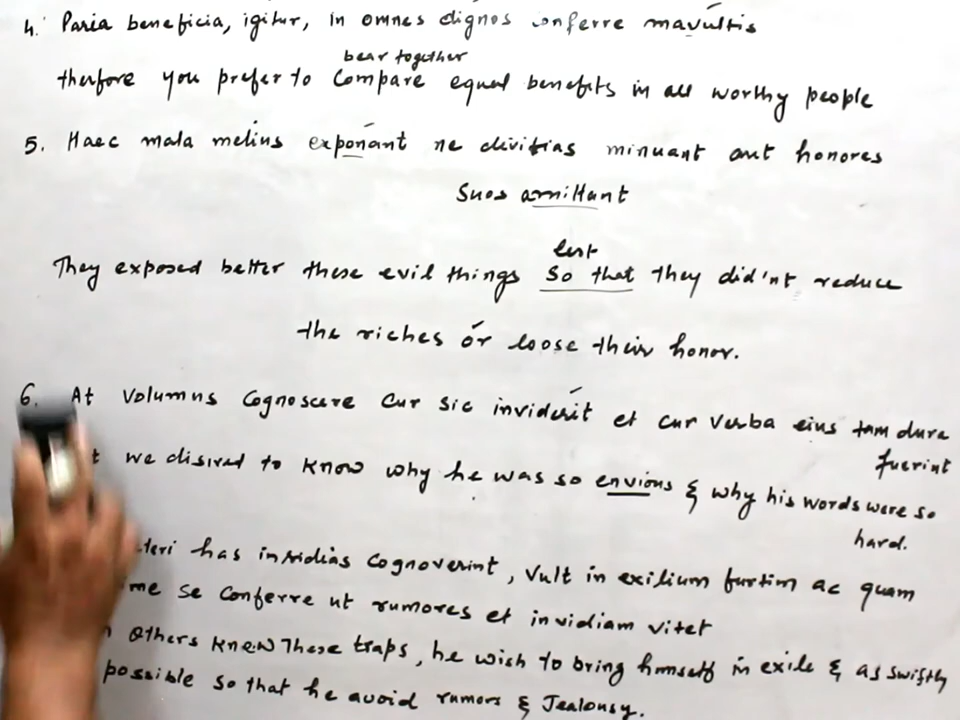 4. Paria beneficia, igitur, in omnes dignos conferre mavultis
bear together
therfore you prefer to Compare equal benefits in all worthy people
5. Haec mala melius exponant ne divitias minuant aut honores
Suos amittant
lest
They exposed better these evil things So that they did'nt reduce
the riches or loose their honor.
6. At Volumus Cognoscere Cur sic inviderit et cur Verba eius tam dura
fuerint
t we disired to know why he was so envious & why his words were so
hard.
teri has insidias Cognoverint, Vult in exilium furtim ac quam
me se Conferre ut rumores et invidiam vitet
n Others knew These traps, he wish to bring himself in exile & as swiftly
possible so that he avoid rumors & Jealousy.